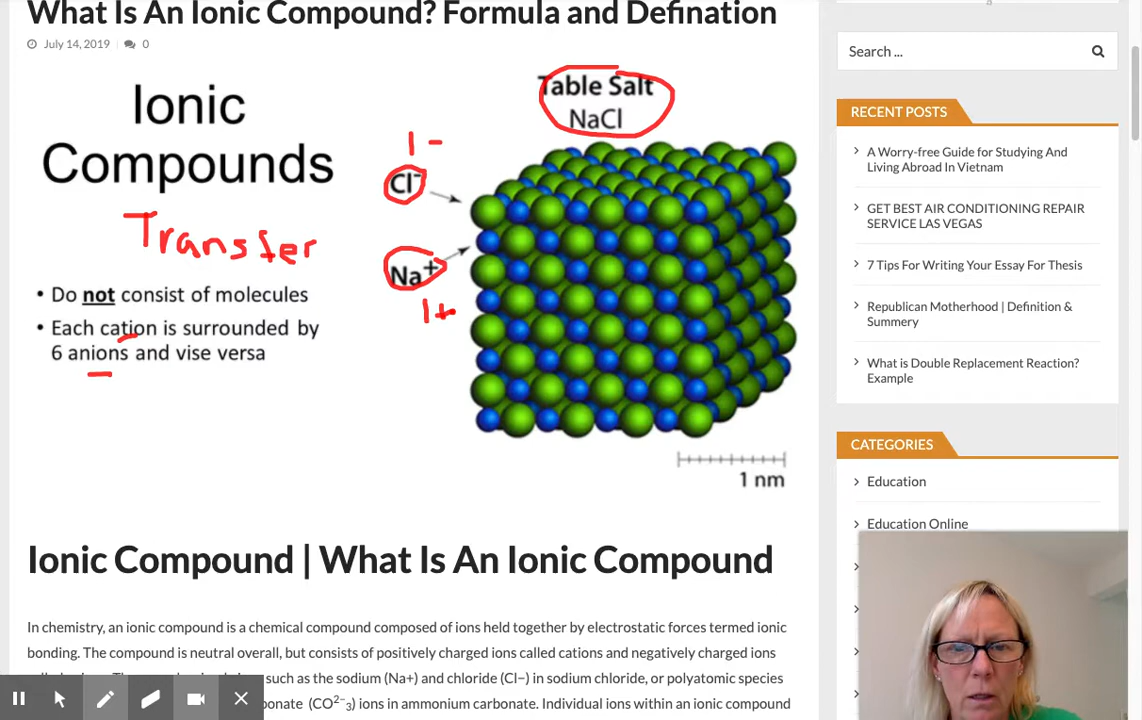 What Is An Ionic Compound? Formula and Defination
July 14, 2019 0
Ionic
Compounds
Transfer
• Do not consist of molecules
• Each cation is surrounded by
6 anions and vise versa
Table Salt
NaCl
1-
Cl⁻
Na⁺
1+
1 nm
Ionic Compound | What Is An Ionic Compound
In chemistry, an ionic compound is a chemical compound composed of ions held together by electrostatic forces termed ionic
bonding. The compound is neutral overall, but consists of positively charged ions called cations and negatively charged ions
such as the sodium (Na+) and chloride (Cl−) in sodium chloride, or polyatomic species
(CO²⁻₃) ions in ammonium carbonate. Individual ions within an ionic compound
Search ...
RECENT POSTS
A Worry-free Guide for Studying And
Living Abroad In Vietnam
GET BEST AIR CONDITIONING REPAIR
SERVICE LAS VEGAS
7 Tips For Writing Your Essay For Thesis
Republican Motherhood | Definition &
Summery
What is Double Replacement Reaction?
Example
CATEGORIES
Education
Education Online